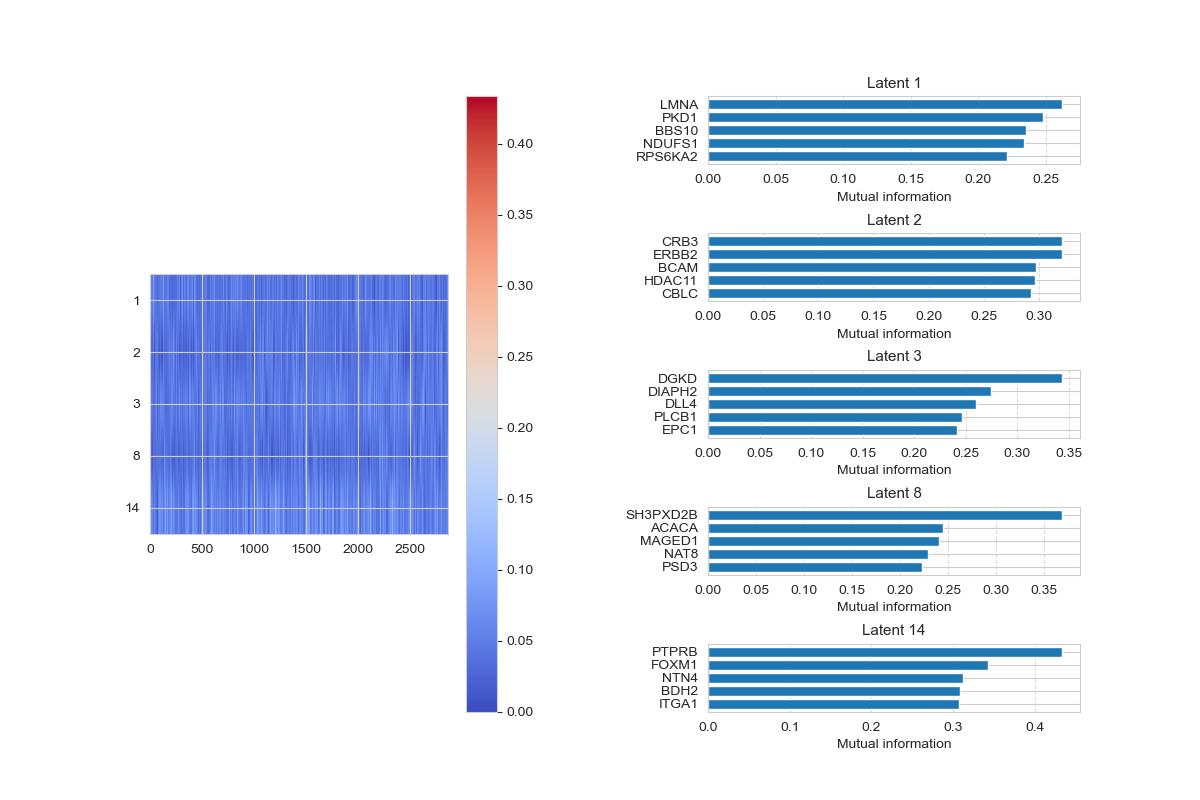 0.40
0.35
0.30
0.25
0.20
0.15
0.10
0.05
0.00
1
2
3
8
14
0 500 1000 1500 2000 2500
Latent 1
LMNA
PKD1
BBS10
NDUFS1
RPS6KA2
0.00 0.05 0.10 0.15 0.20 0.25
Mutual information
Latent 2
CRB3
ERBB2
BCAM
HDAC11
CBLC
0.00 0.05 0.10 0.15 0.20 0.25 0.30
Mutual information
Latent 3
DGKD
DIAPH2
DLL4
PLCB1
EPC1
0.00 0.05 0.10 0.15 0.20 0.25 0.30 0.35
Mutual information
Latent 8
SH3PXD2B
ACACA
MAGED1
NAT8
PSD3
0.00 0.05 0.10 0.15 0.20 0.25 0.30 0.35
Mutual information
Latent 14
PTPRB
FOXM1
NTN4
BDH2
ITGA1
0.0 0.1 0.2 0.3 0.4
Mutual information